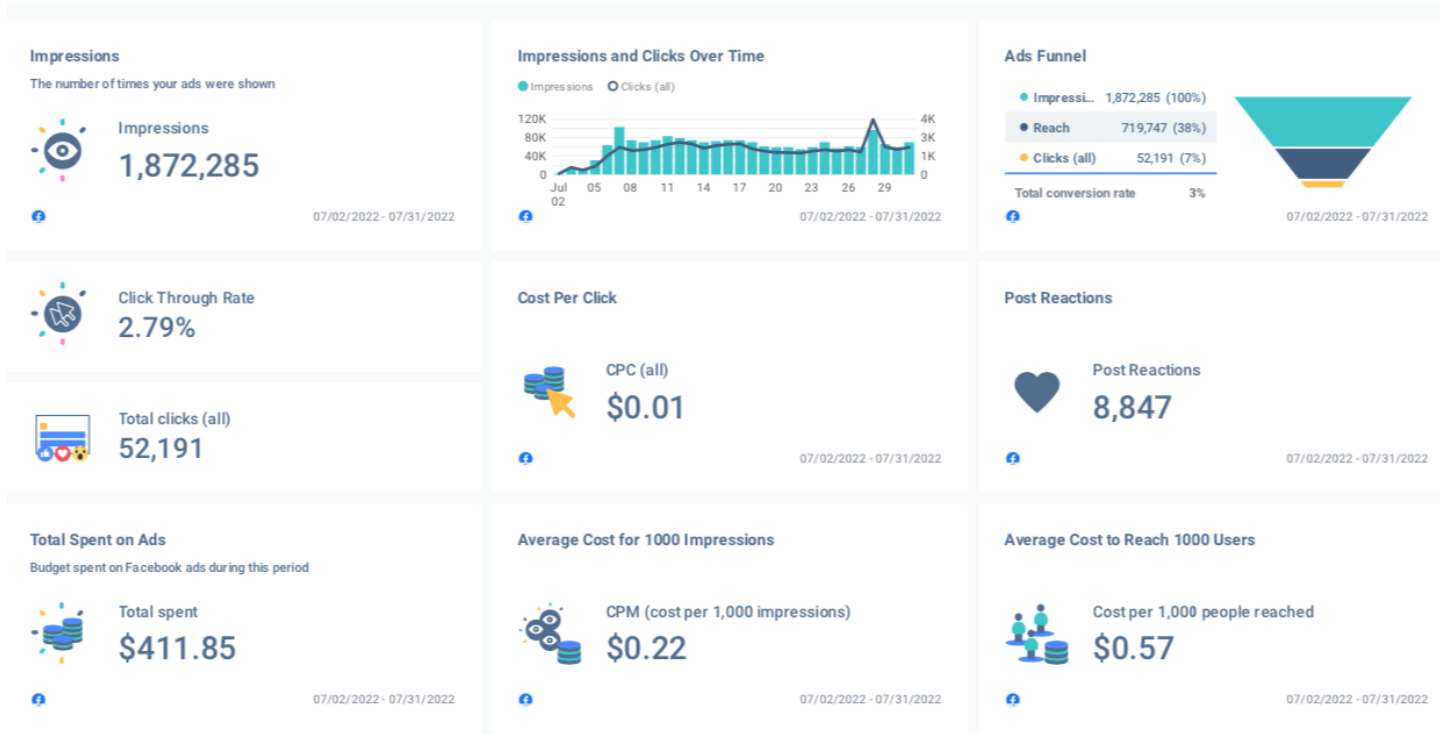 Impressions
The number of times your ads were shown
Impressions
1,872,285
07/02/2022 - 07/31/2022
Impressions and Clicks Over Time
Impressions Clicks (all)
120K 4K
80K 3K
40K 1K
0 0
Jul 02 05 08 11 14 17 20 23 26 29
07/02/2022 - 07/31/2022
Ads Funnel
Impressi... 1,872,285 (100%)
Reach 719,747 (38%)
Clicks (all) 52,191 (7%)
Total conversion rate 3%
07/02/2022 - 07/31/2022
Click Through Rate
2.79%
Total clicks (all)
52,191
Cost Per Click
CPC (all)
$0.01
07/02/2022 - 07/31/2022
Post Reactions
Post Reactions
8,847
07/02/2022 - 07/31/2022
Total Spent on Ads
Budget spent on Facebook ads during this period
Total spent
$411.85
07/02/2022 - 07/31/2022
Average Cost for 1000 Impressions
CPM (cost per 1,000 impressions)
$0.22
07/02/2022 - 07/31/2022
Average Cost to Reach 1000 Users
Cost per 1,000 people reached
$0.57
07/02/2022 - 07/31/2022